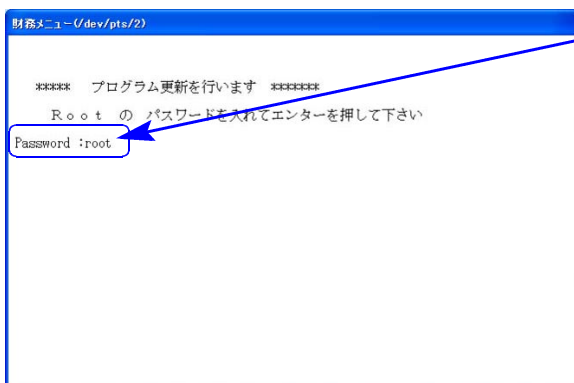 財務メニュー(/dev/pts/2)
***** プログラム更新を行います *******
Ｒｏｏｔ の パスワードを入れてエンターを押して下さい
Password :root